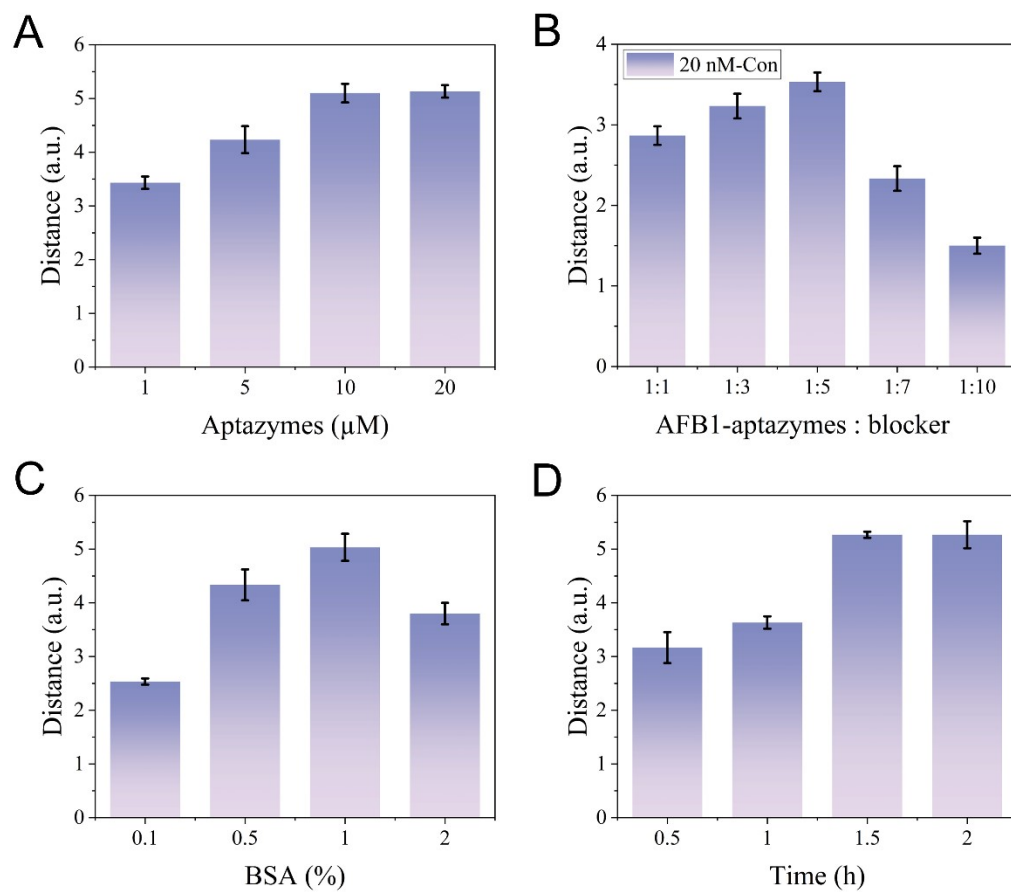 A
Distance (a.u.)
6
5
4
3
2
1
0
1 5 10 20
Aptazymes (µM)
B
20 nM-Con
Distance (a.u.)
4
3
2
1
0
1:1 1:3 1:5 1:7 1:10
AFB1-aptazymes : blocker
C
Distance (a.u.)
6
5
4
3
2
1
0
0.1 0.5 1 2
BSA (%)
D
Distance (a.u.)
6
5
4
3
2
1
0
0.5 1 1.5 2
Time (h)